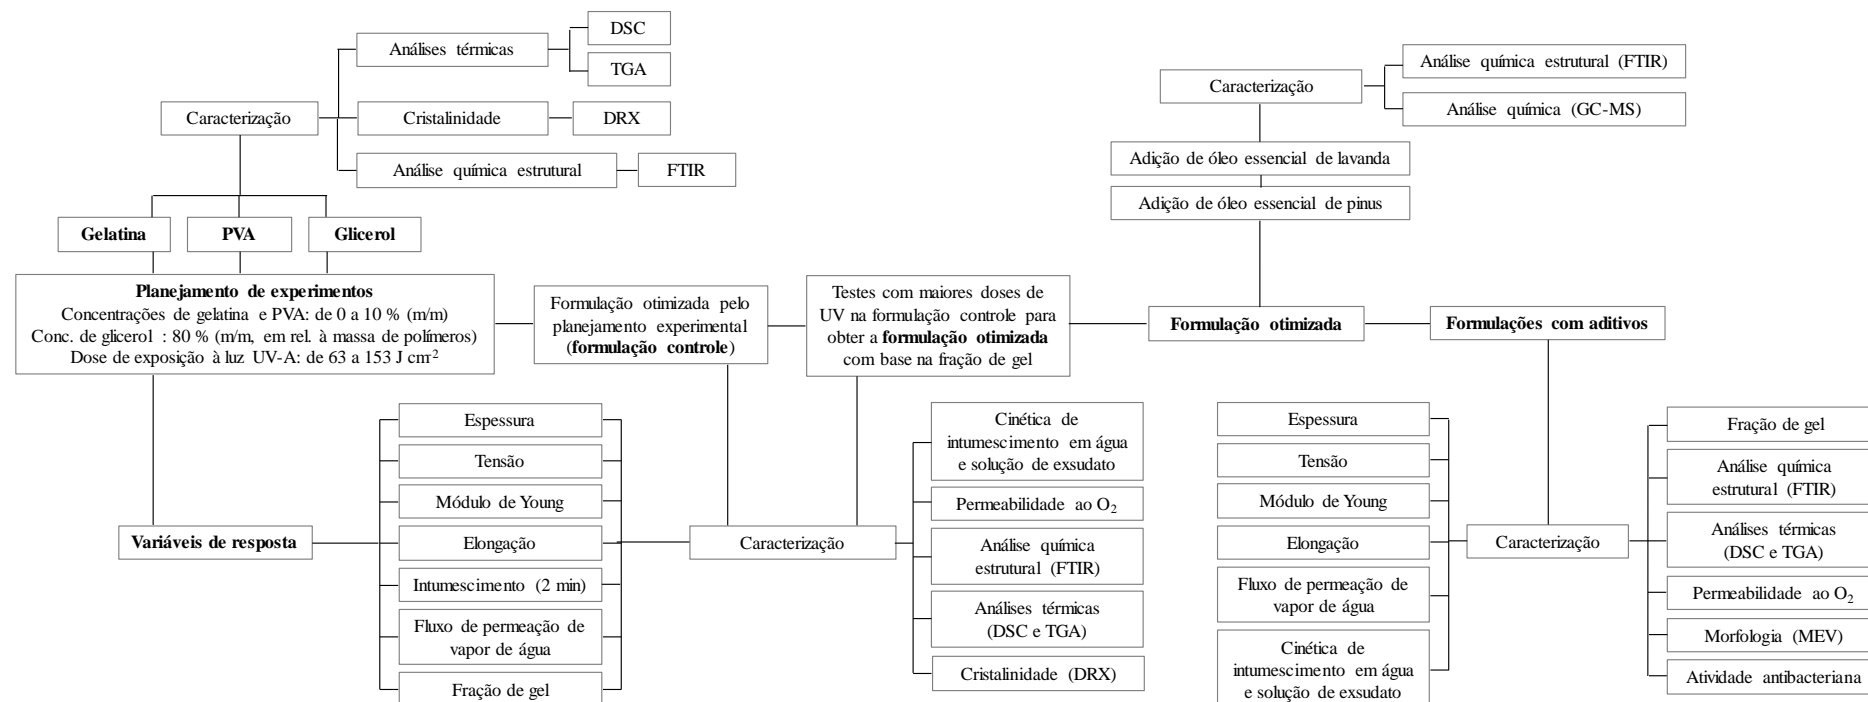 DSC
Análises térmicas
TGA
Caracterização
Cristalinidade
DRX
Análise química estrutural
FTIR
Gelatina
PVA
Glicerol
Planejamento de experimentos
Concentrações de gelatina e PVA: de 0 a 10 % (m/m)
Conc. de glicerol : 80 % (m/m, em rel. à massa de polímeros)
Dose de exposição à luz UV-A: de 63 a 153 J cm²
Formulação otimizada pelo
planejamento experimental
(formulação controle)
Testes com maiores doses de
UV na formulação controle para
obter a formulação otimizada
com base na fração de gel
Caracterização
Análise química estrutural (FTIR)
Análise química (GC-MS)
Adição de óleo essencial de lavanda
Adição de óleo essencial de pinus
Formulação otimizada
Formulações com aditivos
Variáveis de resposta
Espessura
Tensão
Módulo de Young
Elongação
Intumescimento (2 min)
Fluxo de permeação de
vapor de água
Fração de gel
Caracterização
Cinética de
intumescimento em água
e solução de exsudato
Permeabilidade ao O₂
Análise química
estrutural (FTIR)
Análises térmicas
(DSC e TGA)
Cristalinidade (DRX)
Espessura
Tensão
Módulo de Young
Elongação
Fluxo de permeação de
vapor de água
Cinética de
intumescimento em água
e solução de exsudato
Caracterização
Fração de gel
Análise química
estrutural (FTIR)
Análises térmicas
(DSC e TGA)
Permeabilidade ao O₂
Morfologia (MEV)
Atividade antibacteriana